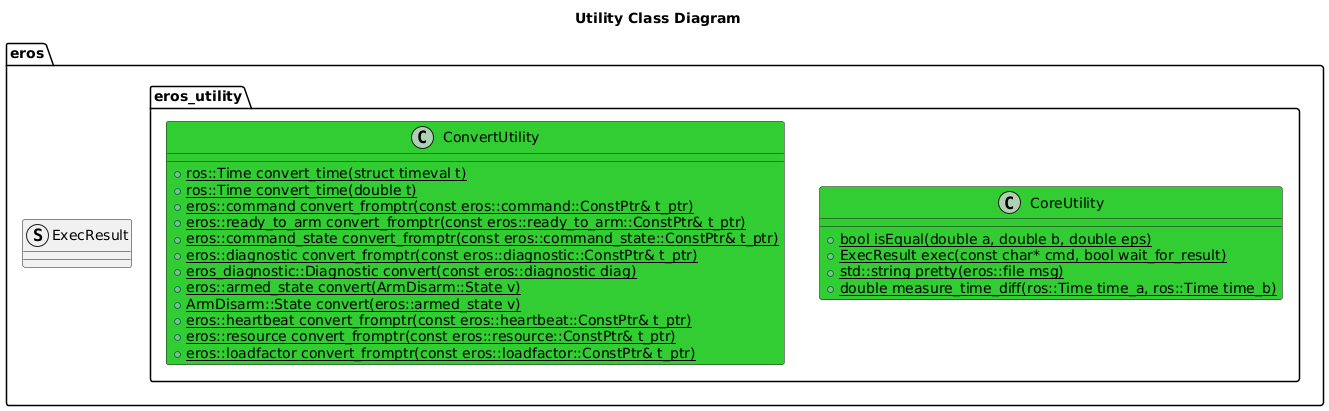 Utility Class Diagram
eros
eros_utility
C ConvertUtility
ros::Time convert_time(struct timeval t)
ros::Time convert_time(double t)
eros::command convert_fromptr(const eros::command::ConstPtr& t_ptr)
eros::ready_to_arm convert_fromptr(const eros::ready_to_arm::ConstPtr& t_ptr)
eros::command_state convert_fromptr(const eros::command_state::ConstPtr& t_ptr)
eros::diagnostic convert_fromptr(const eros::diagnostic::ConstPtr& t_ptr)
eros_diagnostic::Diagnostic convert(const eros::diagnostic diag)
eros::armed_state convert(ArmDisarm::State v)
ArmDisarm::State convert(eros::armed_state v)
eros::heartbeat convert_fromptr(const eros::heartbeat::ConstPtr& t_ptr)
eros::resource convert_fromptr(const eros::resource::ConstPtr& t_ptr)
eros::loadfactor convert_fromptr(const eros::loadfactor::ConstPtr& t_ptr)
C CoreUtility
bool isEqual(double a, double b, double eps)
ExecResult exec(const char* cmd, bool wait_for_result)
std::string pretty(eros::file msg)
double measure_time_diff(ros::Time time_a, ros::Time time_b)
S ExecResult